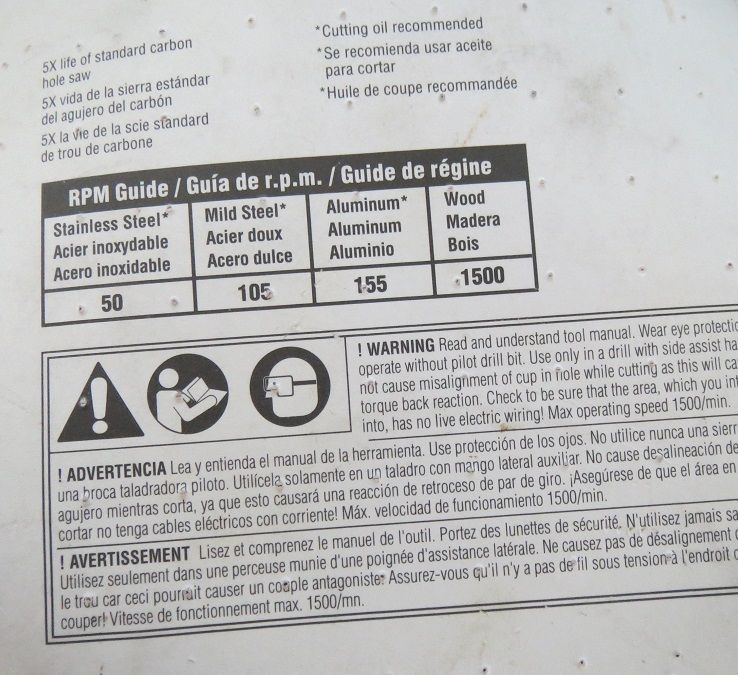 5X life of standard carbon
hole saw
5X vida de la sierra estándar
del agujero del carbón
5X la vie de la scie standard
de trou de carbone
*Cutting oil recommended
*Se recomienda usar aceite
para cortar
*Huile de coupe recommandée
RPM Guide / Guía de r.p.m. / Guide de régine
Stainless Steel*
Acier inoxydable
Acero inoxidable
50
Mild Steel*
Acier doux
Acero dulce
105
Aluminum*
Aluminum
Aluminio
155
Wood
Madera
Bois
1500
! WARNING Read and understand tool manual. Wear eye protectio
operate without pilot drill bit. Use only in a drill with side assist ha
not cause misalignment of cup in hole while cutting as this will ca
torque back reaction. Check to be sure that the area, which you int
into, has no live electric wiring! Max operating speed 1500/min.
! ADVERTENCIA Lea y entienda el manual de la herramienta. Use protección de los ojos. No utilice nunca una sierr
una broca taladradora piloto. Utilícela solamente en un taladro con mango lateral auxiliar. No cause desalineación de
agujero mientras corta, ya que esto causará una reacción de retroceso de par de giro. ¡Asegúrese de que el área en
cortar no tenga cables eléctricos con corriente! Máx. velocidad de funcionamiento 1500/min.
! AVERTISSEMENT Lisez et comprenez le manuel de l'outil. Portez des lunettes de sécurité. N'utilisez jamais sa
Utilisez seulement dans une perceuse munie d'une poignée d'assistance latérale. Ne causez pas de désalignement
le trou car ceci pourrait causer un couple antagoniste. Assurez-vous qu'il n'y a pas de fil sous tension à l'endroit
couper! Vitesse de fonctionnement max. 1500/mn.